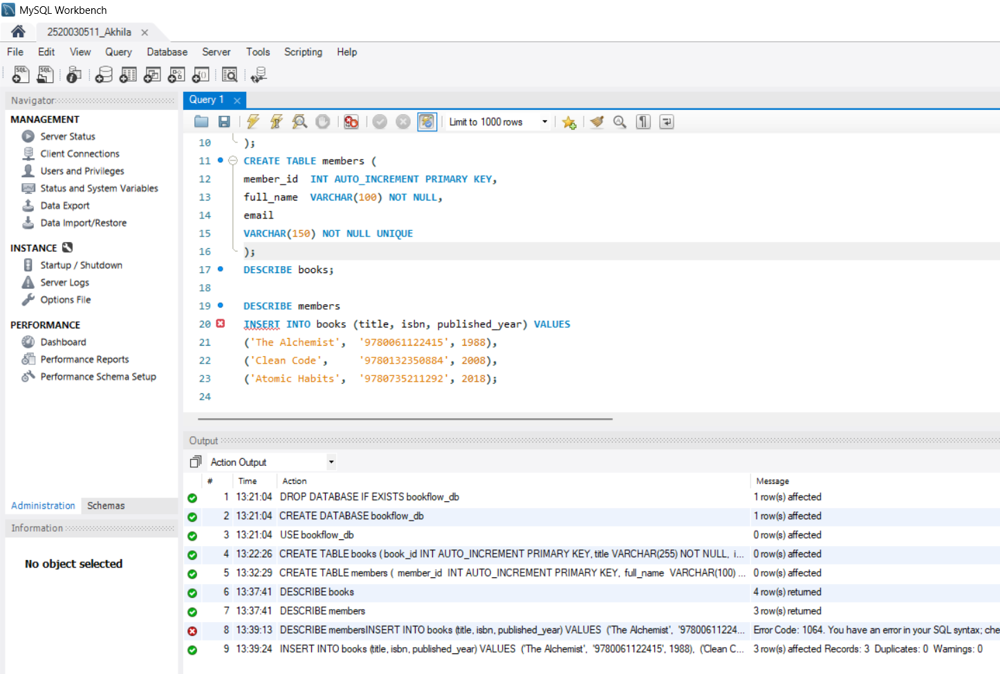 MySQL Workbench
2520030511_Akhila
File Edit View Query Database Server Tools Scripting Help
Navigator
MANAGEMENT
Server Status
Client Connections
Users and Privileges
Status and System Variables
Data Export
Data Import/Restore
INSTANCE
Startup / Shutdown
Server Logs
Options File
PERFORMANCE
Dashboard
Performance Reports
Performance Schema Setup
Administration Schemas
Information
No object selected
Query 1
Limit to 1000 rows
10 );
11 CREATE TABLE members (
12 member_id INT AUTO_INCREMENT PRIMARY KEY,
13 full_name VARCHAR(100) NOT NULL,
14 email
15 VARCHAR(150) NOT NULL UNIQUE
16 );
17 DESCRIBE books;
18
19 DESCRIBE members
20 INSERT INTO books (title, isbn, published_year) VALUES
21 ('The Alchemist', '9780061122415', 1988),
22 ('Clean Code', '9780132350884', 2008),
23 ('Atomic Habits', '9780735211292', 2018);
24
Output
Action Output
# Time Action Message
1 13:21:04 DROP DATABASE IF EXISTS bookflow_db 1 row(s) affected
2 13:21:04 CREATE DATABASE bookflow_db 1 row(s) affected
3 13:21:04 USE bookflow_db 0 row(s) affected
4 13:22:26 CREATE TABLE books ( book_id INT AUTO_INCREMENT PRIMARY KEY, title VARCHAR(255) NOT NULL, i... 0 row(s) affected
5 13:32:29 CREATE TABLE members ( member_id INT AUTO_INCREMENT PRIMARY KEY, full_name VARCHAR(100) ... 0 row(s) affected
6 13:37:41 DESCRIBE books 4 row(s) returned
7 13:37:41 DESCRIBE members 3 row(s) returned
8 13:39:13 DESCRIBE membersINSERT INTO books (title, isbn, published_year) VALUES ('The Alchemist', '97800611224... Error Code: 1064. You have an error in your SQL syntax; che
9 13:39:24 INSERT INTO books (title, isbn, published_year) VALUES ('The Alchemist', '9780061122415', 1988), ('Clean C... 3 row(s) affected Records: 3 Duplicates: 0 Warnings: 0